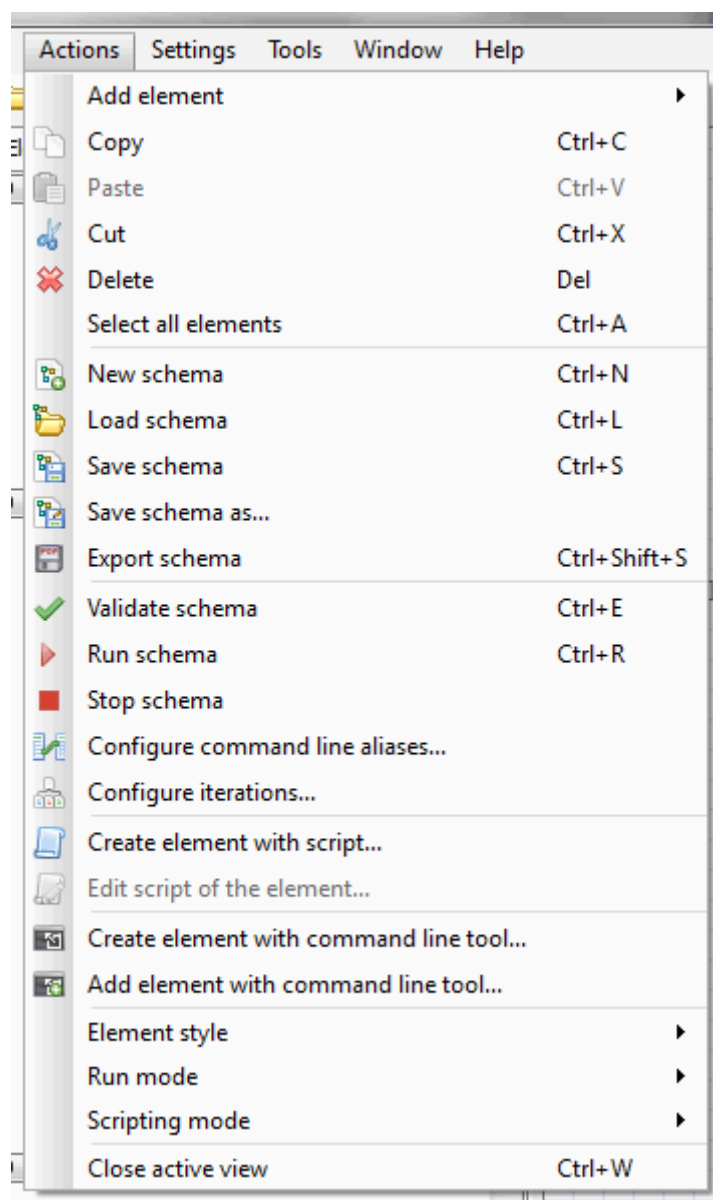 Actions Settings Tools Window Help
Add element
Copy Ctrl+C
Paste Ctrl+V
Cut Ctrl+X
Delete Del
Select all elements Ctrl+A
New schema Ctrl+N
Load schema Ctrl+L
Save schema Ctrl+S
Save schema as...
Export schema Ctrl+Shift+S
Validate schema Ctrl+E
Run schema Ctrl+R
Stop schema
Configure command line aliases...
Configure iterations...
Create element with script...
Edit script of the element...
Create element with command line tool...
Add element with command line tool...
Element style
Run mode
Scripting mode
Close active view Ctrl+W